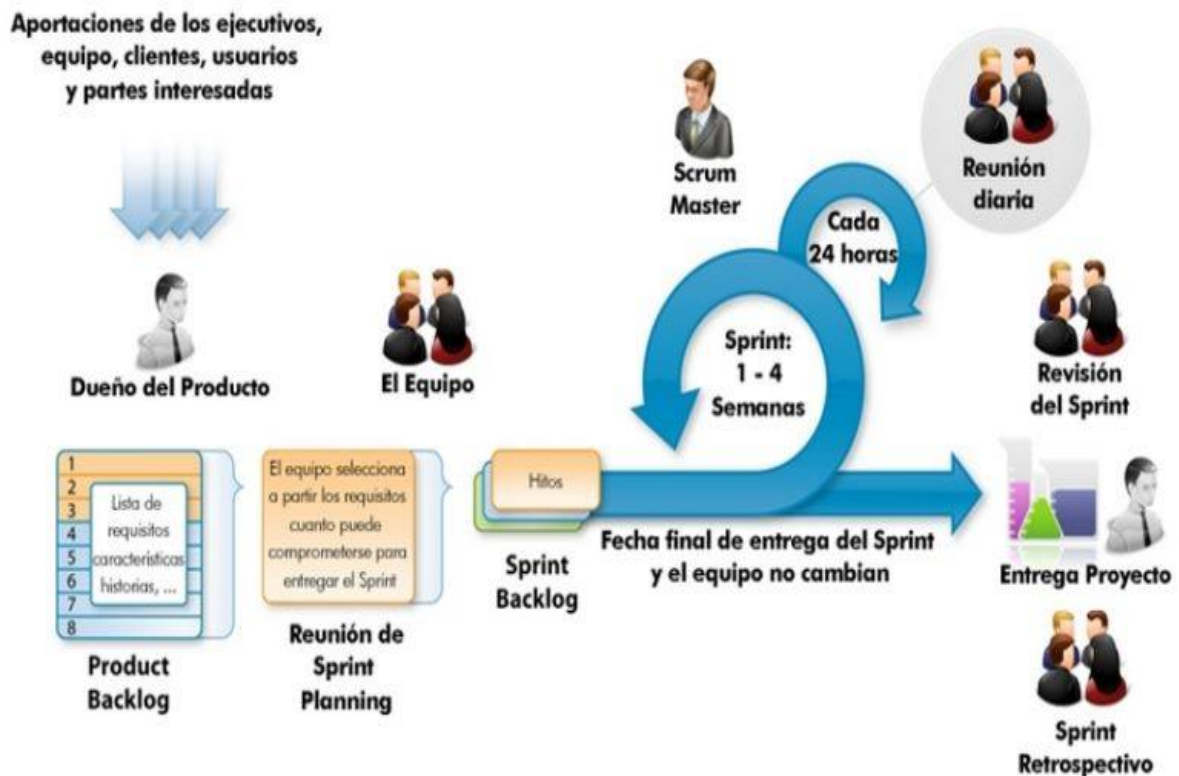 Aportaciones de los ejecutivos,
equipo, clientes, usuarios
y partes interesadas
Dueño del Producto
El Equipo
Scrum
Master
Reunión
diaria
Cada
24 horas
Sprint:
1 - 4
Semanas
Revisión
del Sprint
1
2
3
4
5
6
7
8
Lista de
requisitos
características
historias, ...
Product
Backlog
El equipo selecciona
a partir los requisitos
cuanto puede
comprometerse para
entregar el Sprint
Reunión de
Sprint
Planning
Hitos
Sprint
Backlog
Fecha final de entrega del Sprint
y el equipo no cambian
Entrega Proyecto
Sprint
Retrospectivo